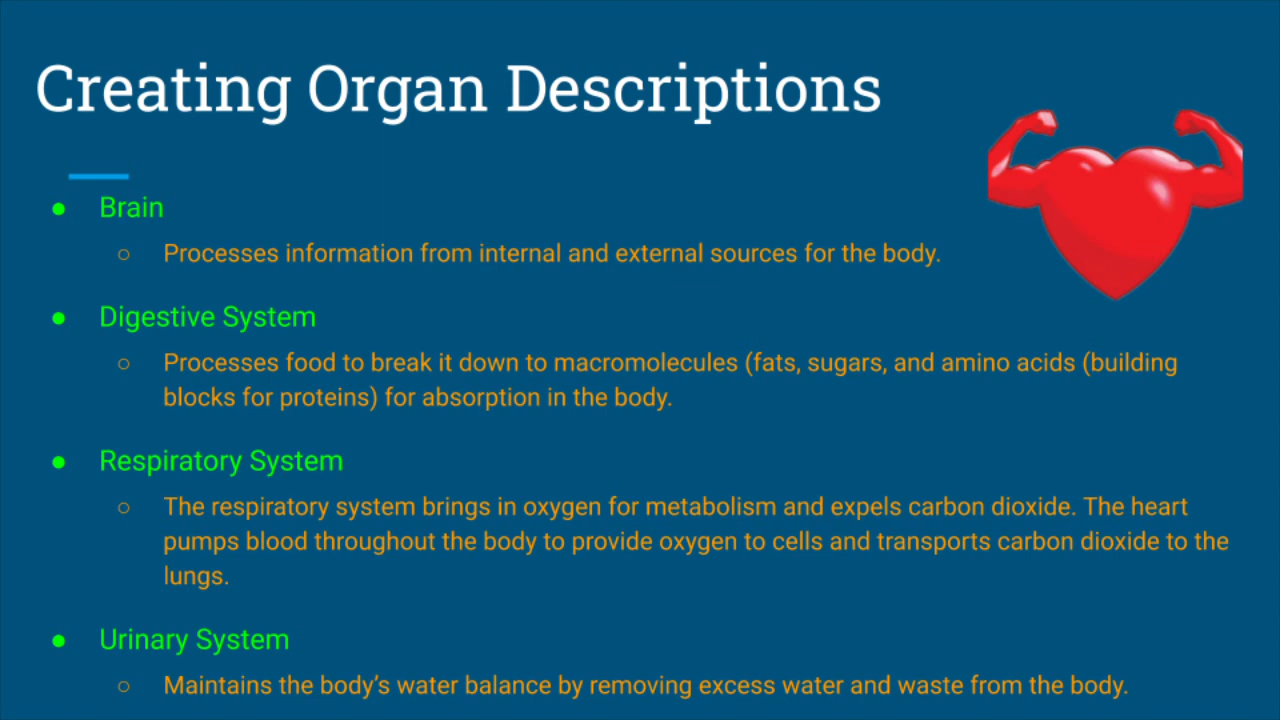 Creating Organ Descriptions
● Brain
○ Processes information from internal and external sources for the body.
● Digestive System
○ Processes food to break it down to macromolecules (fats, sugars, and amino acids (building
blocks for proteins) for absorption in the body.
● Respiratory System
○ The respiratory system brings in oxygen for metabolism and expels carbon dioxide. The heart
pumps blood throughout the body to provide oxygen to cells and transports carbon dioxide to the
lungs.
● Urinary System
○ Maintains the body’s water balance by removing excess water and waste from the body.